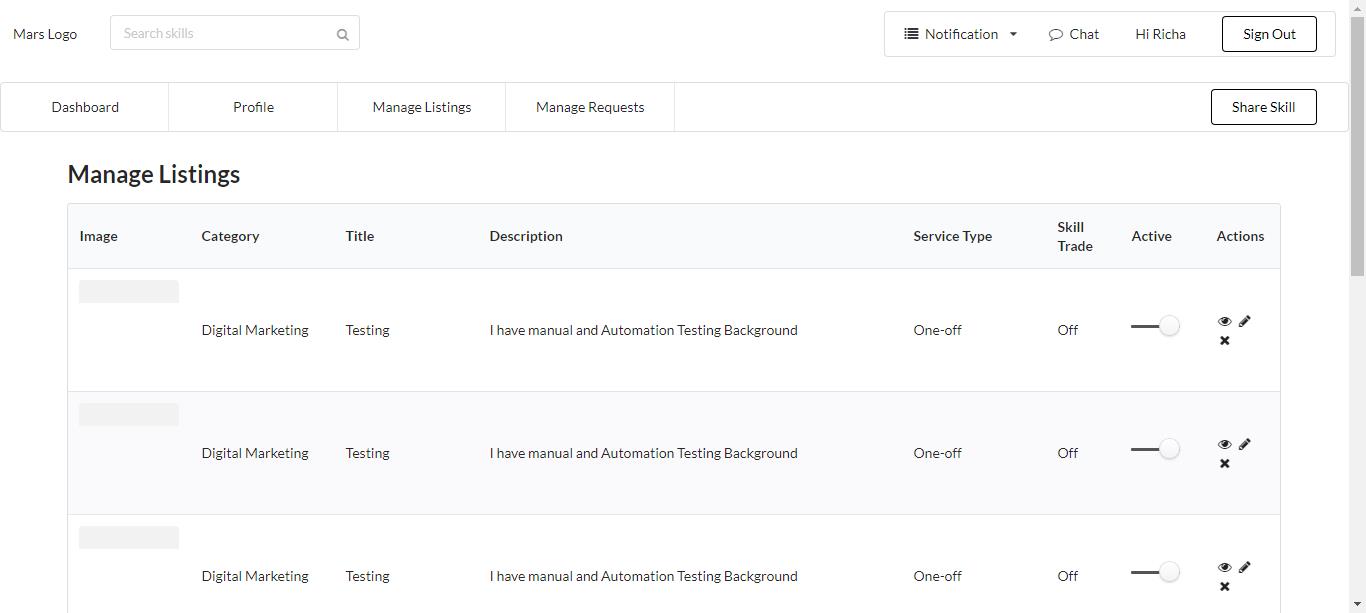 Mars Logo Search skills Notification Chat Hi Richa Sign Out
Dashboard Profile Manage Listings Manage Requests Share Skill
Manage Listings
Image Category Title Description Service Type Skill Trade Active Actions
Digital Marketing Testing I have manual and Automation Testing Background One-off Off
Digital Marketing Testing I have manual and Automation Testing Background One-off Off
Digital Marketing Testing I have manual and Automation Testing Background One-off Off